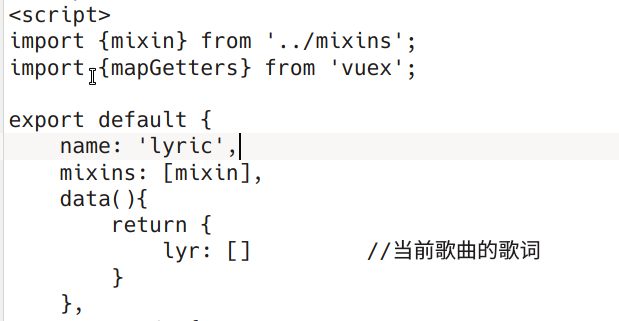 <script>
import {mixin} from '../mixins';
import {mapGetters} from 'vuex';
export default {
name: 'lyric',
mixins: [mixin],
data(){
return {
lyr: [] //当前歌曲的歌词
}
},